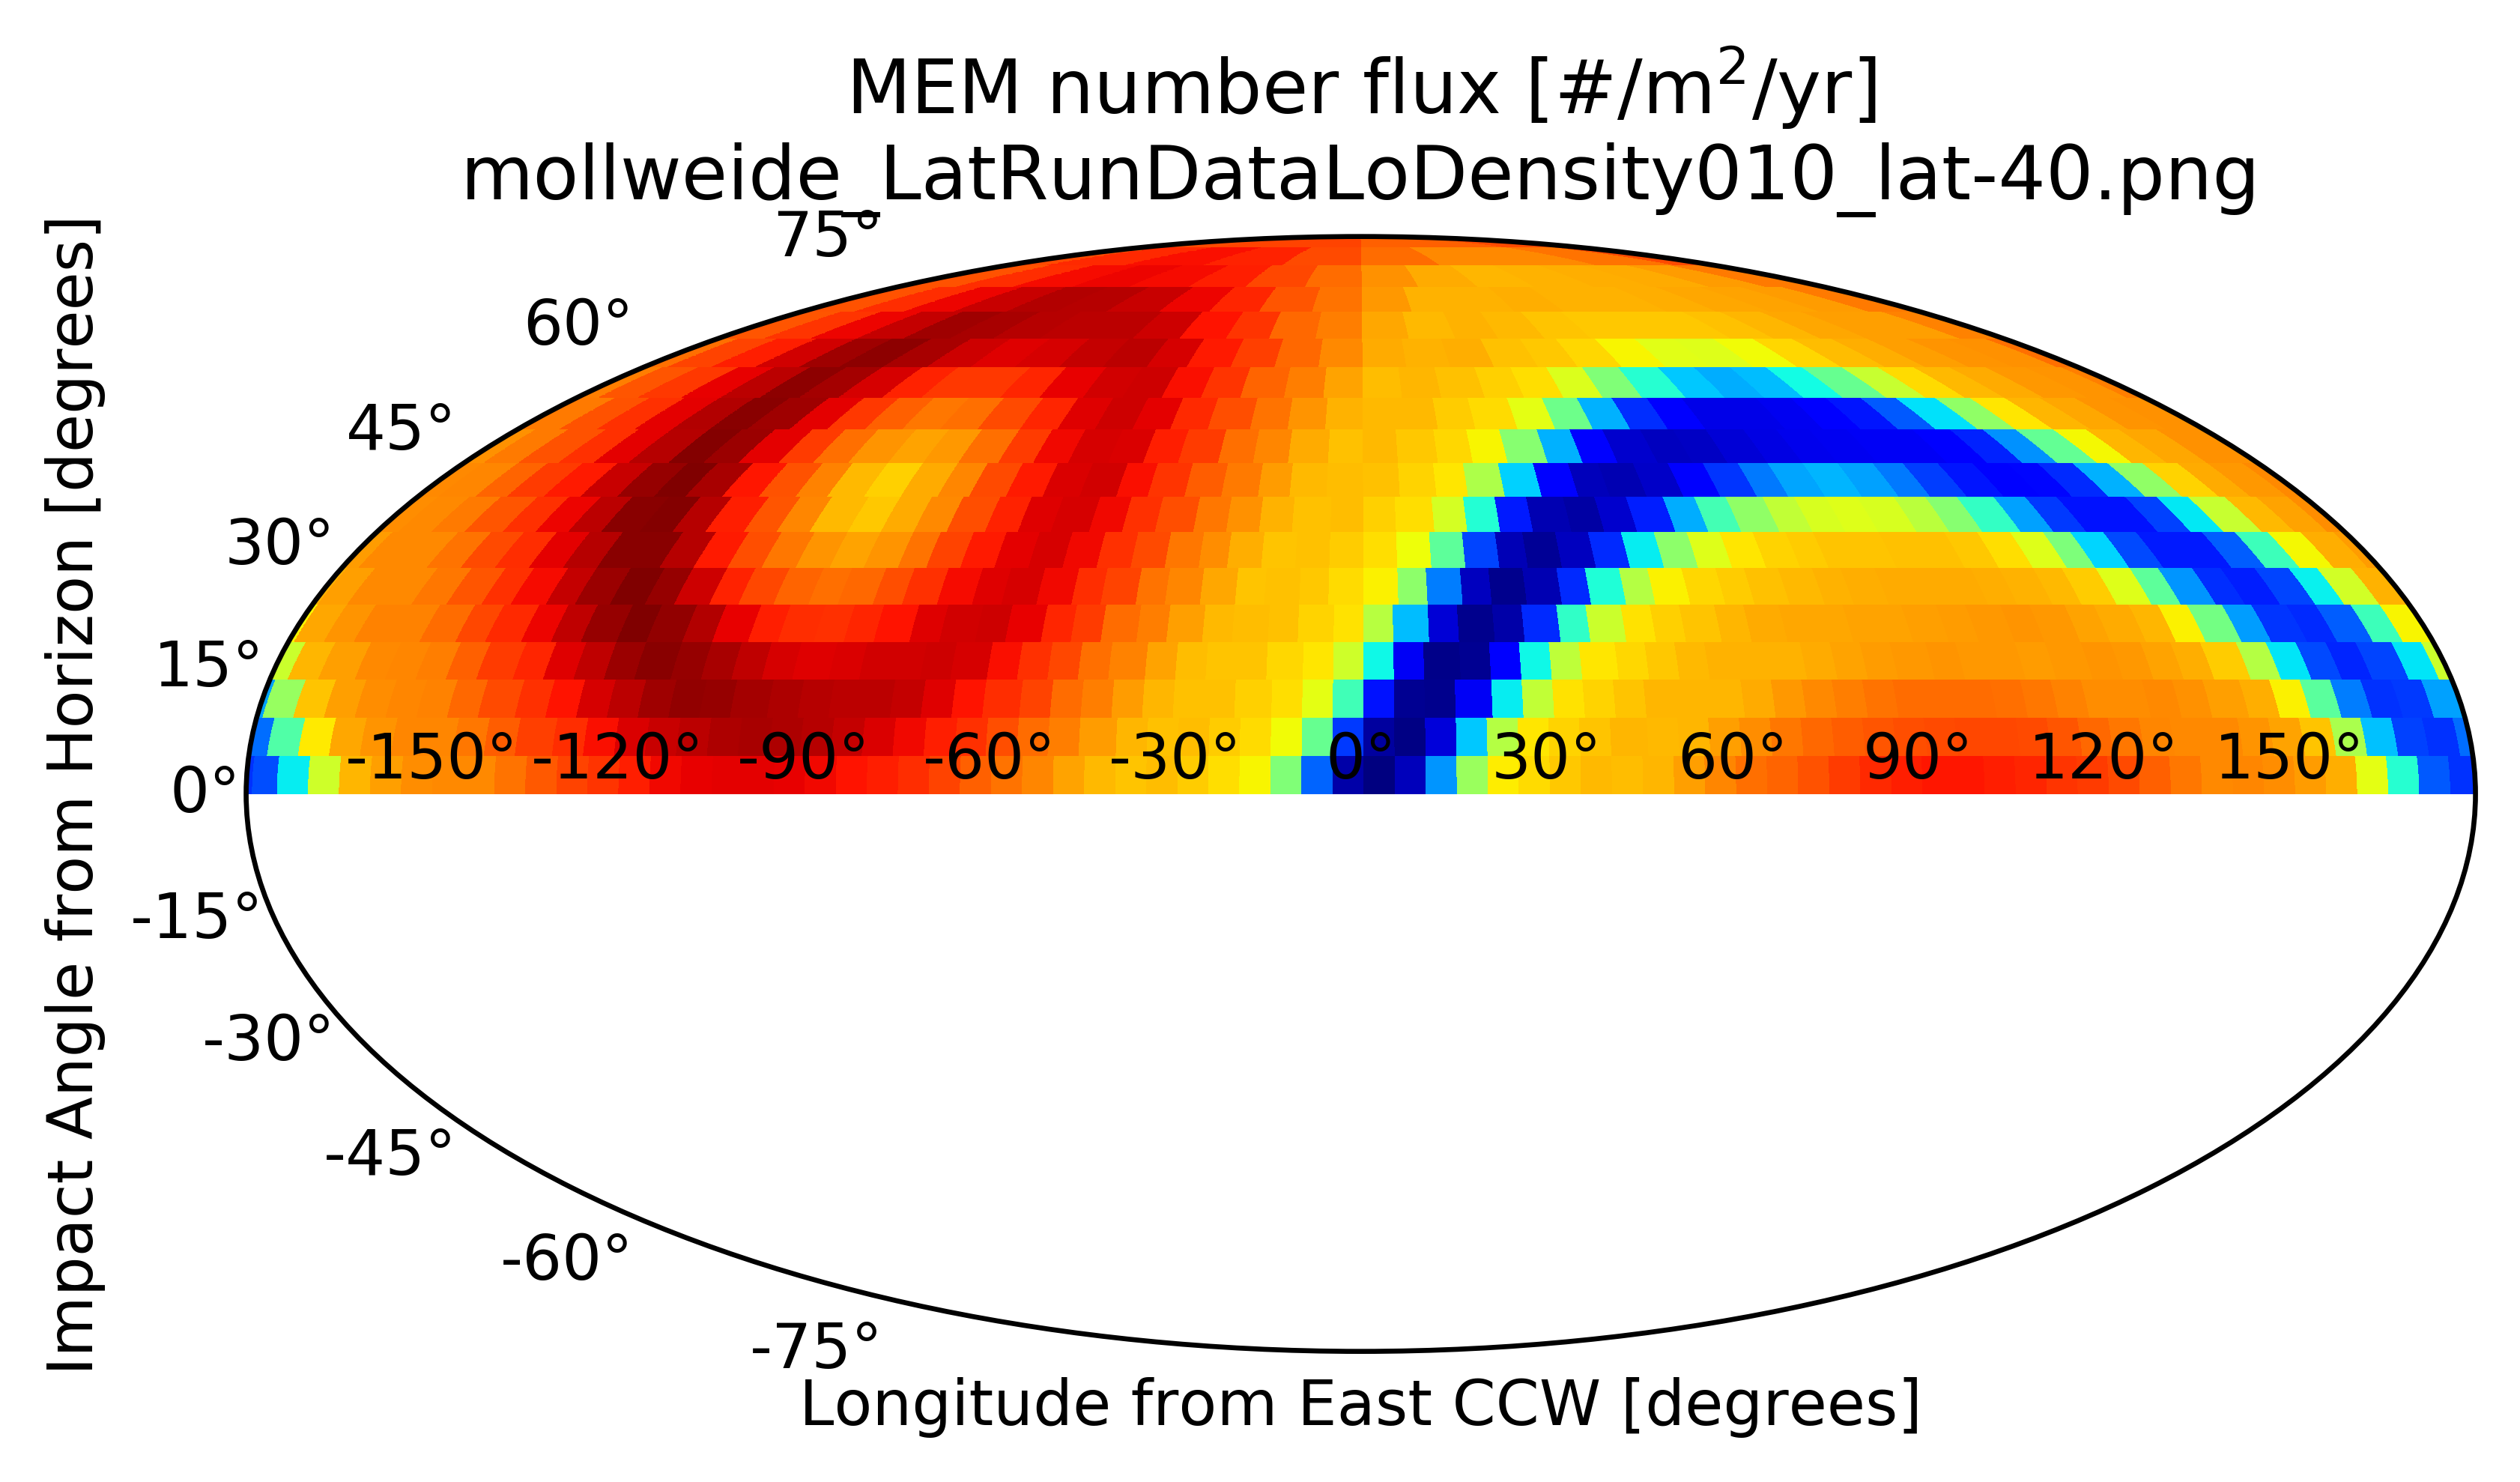 MEM number flux [#/m²/yr]
mollweide_LatRunDataLoDensity010_lat-40.png
Impact Angle from Horizon [degrees]
75°
60°
45°
30°
15°
0°
-15°
-30°
-45°
-60°
-75°
-150° -120° -90° -60° -30° 0° 30° 60° 90° 120° 150°
Longitude from East CCW [degrees]